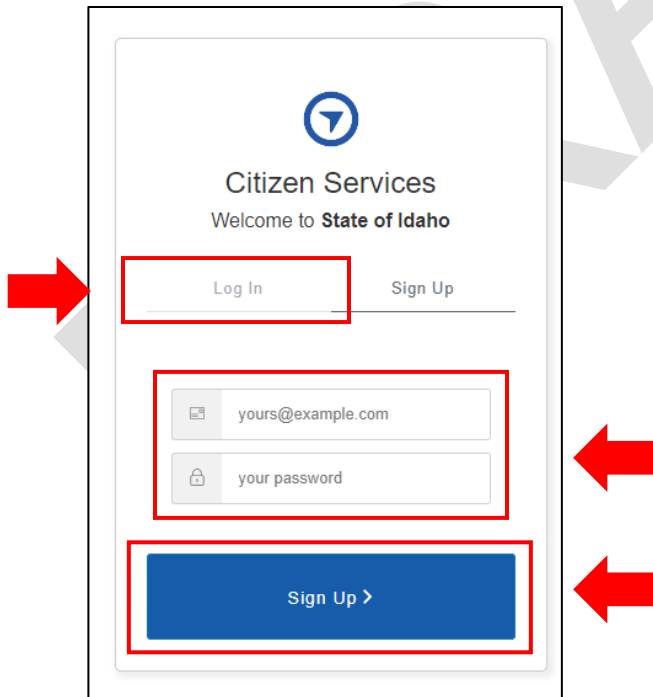 Citizen Services
Welcome to State of Idaho
Log In Sign Up
yours@example.com
your password
Sign Up >